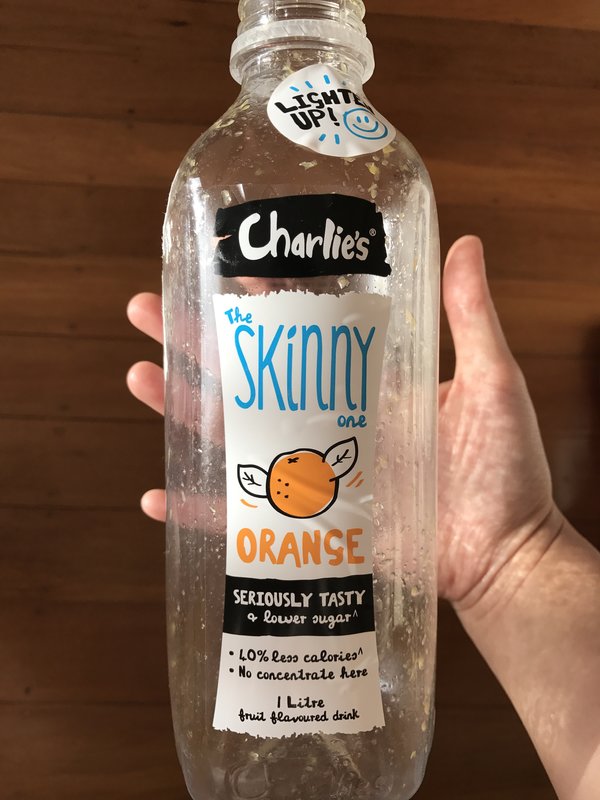 LIGHTEN
UP!
Charlie's®
The
SKiNNY
one
ORANGE
SERIOUSLY TASTY
& lower sugar^
• 40% less calories^
• No concentrate here
1 Litre
fruit flavoured drink